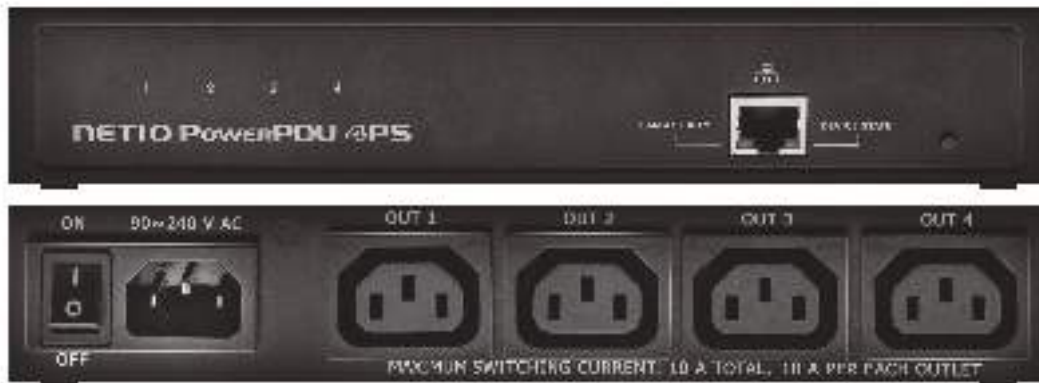 1 2 3 4
NETIO POWERPDU 4PS
ON
90~240 V AC
OUT 1
OUT 2
OUT 3
OUT 4
I
O
OFF
MAXIMUM SWITCHING CURRENT: 10 A TOTAL, 10 A PER EACH OUTLET